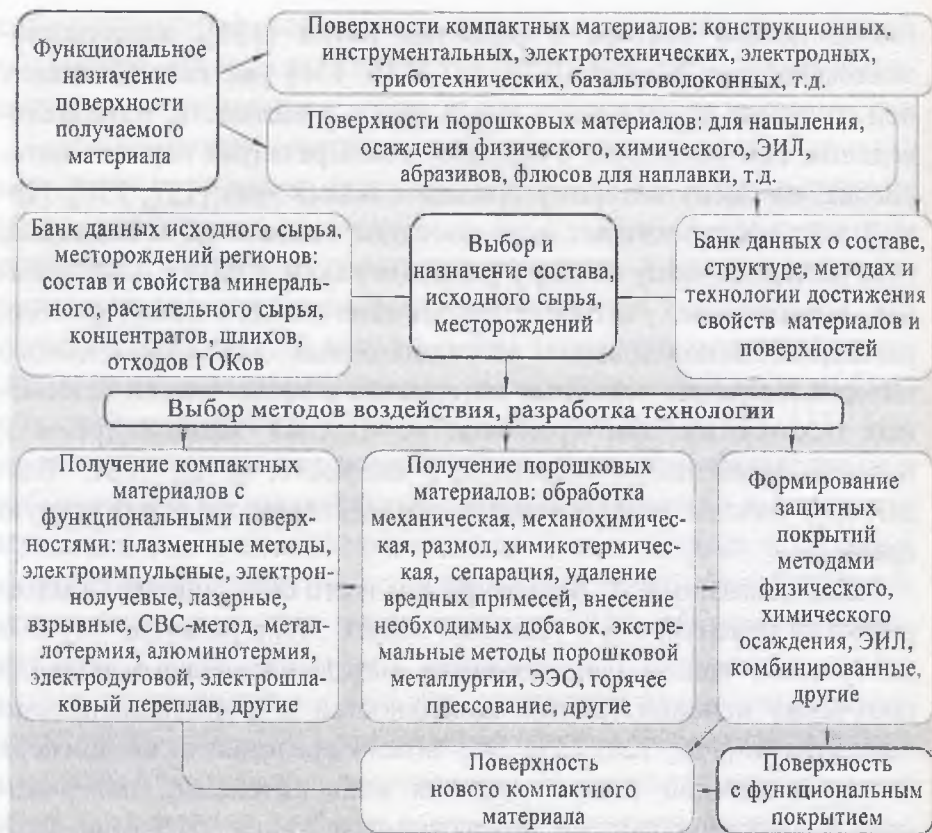 Функциональное
назначение
поверхности
получаемого
материала
Поверхности компактных материалов: конструкционных,
инструментальных, электротехнических, электродных,
триботехнических, базальтоволоконных, т.д.
Поверхности порошковых материалов: для напыления,
осаждения физического, химического, ЭИЛ,
абразивов, флюсов для наплавки, т.д.
Банк данных исходного сырья,
месторождений регионов:
состав и свойства минераль-
ного, растительного сырья,
концентратов, шлихов,
отходов ГОКов
Выбор и
назначение состава,
исходного сырья,
месторождений
Банк данных о составе,
структуре, методах и
технологии достижения
свойств материалов и
поверхностей
Выбор методов воздействия, разработка технологии
Получение компактных
материалов с
функциональными поверх-
ностями: плазменные методы,
электроимпульсные, электрон-
нолучевые, лазерные,
взрывные, СВС-метод, метал-
лотермия, алюминотермия,
электродуговой, электрошла-
ковый переплав, другие
Получение порошковых
материалов: обработка
механическая, механохимичес-
кая, размол, химикотермичес-
кая, сепарация, удаление
вредных примесей, внесение
необходимых добавок, экстре-
мальные методы порошковой
металлургии, ЭЭО, горячее
прессование, другие
Формирование
защитных
покрытий
методами
физического,
химического
осаждения, ЭИЛ,
комбинированные,
другие
Поверхность
нового компактного
материала
Поверхность
с функциональным
покрытием